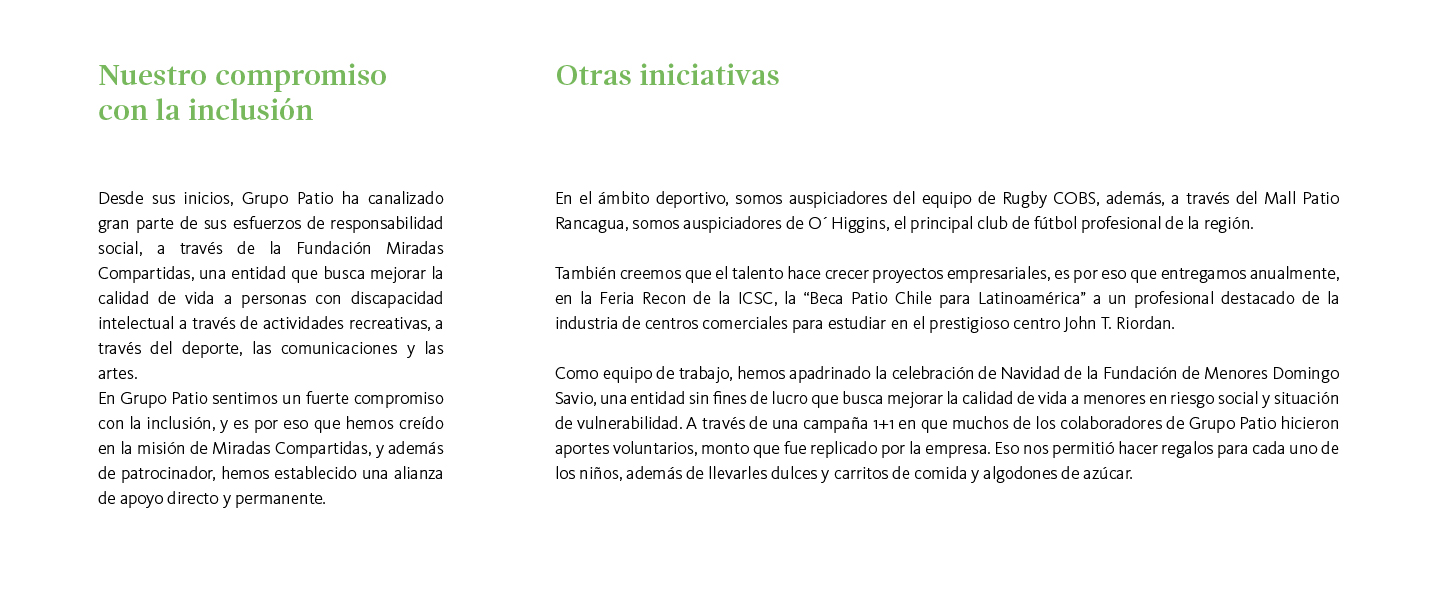 Nuestro compromiso
con la inclusión
Desde sus inicios, Grupo Patio ha canalizado
gran parte de sus esfuerzos de responsabilidad
social, a través de la Fundación Miradas
Compartidas, una entidad que busca mejorar la
calidad de vida a personas con discapacidad
intelectual a través de actividades recreativas, a
través del deporte, las comunicaciones y las
artes.
En Grupo Patio sentimos un fuerte compromiso
con la inclusión, y es por eso que hemos creído
en la misión de Miradas Compartidas, y además
de patrocinador, hemos establecido una alianza
de apoyo directo y permanente.
Otras iniciativas
En el ámbito deportivo, somos auspiciadores del equipo de Rugby COBS, además, a través del Mall Patio
Rancagua, somos auspiciadores de O´ Higgins, el principal club de fútbol profesional de la región.
También creemos que el talento hace crecer proyectos empresariales, es por eso que entregamos anualmente,
en la Feria Recon de la ICSC, la “Beca Patio Chile para Latinoamérica” a un profesional destacado de la
industria de centros comerciales para estudiar en el prestigioso centro John T. Riordan.
Como equipo de trabajo, hemos apadrinado la celebración de Navidad de la Fundación de Menores Domingo
Savio, una entidad sin fines de lucro que busca mejorar la calidad de vida a menores en riesgo social y situación
de vulnerabilidad. A través de una campaña 1+1 en que muchos de los colaboradores de Grupo Patio hicieron
aportes voluntarios, monto que fue replicado por la empresa. Eso nos permitió hacer regalos para cada uno de
los niños, además de llevarles dulces y carritos de comida y algodones de azúcar.